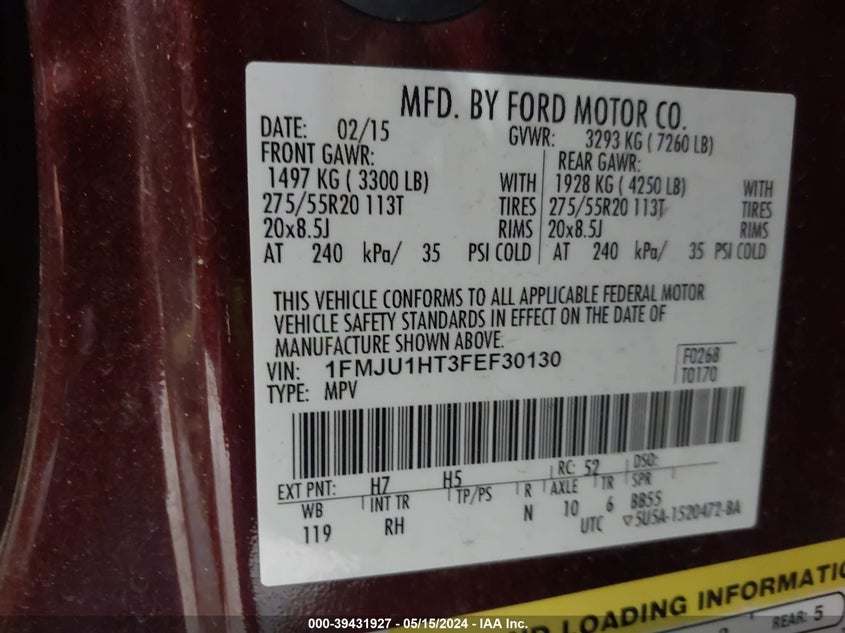 MFD. BY FORD MOTOR CO.
DATE: 02/15 GVWR: 3293 KG ( 7260 LB)
FRONT GAWR: REAR GAWR:
1497 KG ( 3300 LB) WITH 1928 KG ( 4250 LB) WITH
275/55R20 113T TIRES 275/55R20 113T TIRES
20x8.5J RIMS 20x8.5J RIMS
AT 240 kPa/ 35 PSI COLD AT 240 kPa/ 35 PSI COLD
THIS VEHICLE CONFORMS TO ALL APPLICABLE FEDERAL MOTOR
VEHICLE SAFETY STANDARDS IN EFFECT ON THE DATE OF
MANUFACTURE SHOWN ABOVE.
VIN: 1FMJU1HT3FEF30130 F0268
TYPE: MPV T0170
EXT PNT: H7 H5 RC: 52 DSO:
WB INT TR TP/PS R AXLE TR SPR
119 RH N 10 6 BB55
UTC ▽5U5A-1520472-BA
AND LOADING INFORMATIO
REAR: 5
000-39431927 - 05/15/2024 - IAA Inc.